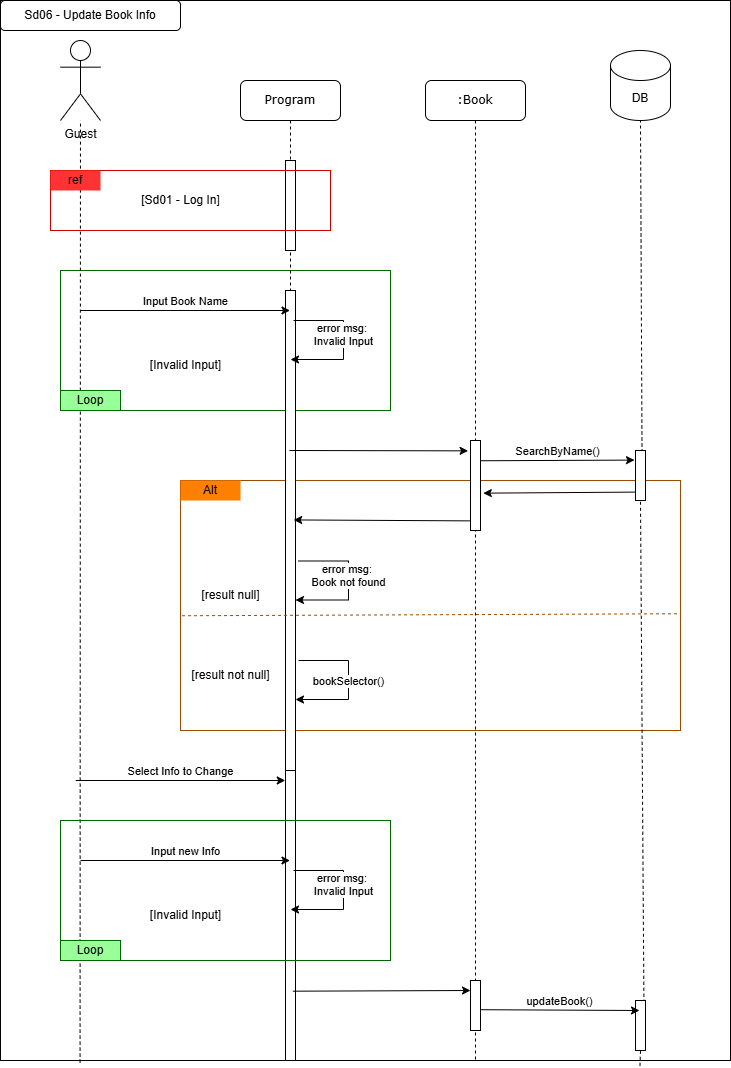 Sd06 - Update Book Info
Guest
Program
:Book
DB
ref
[Sd01 - Log In]
Input Book Name
error msg:
Invalid Input
[Invalid Input]
Loop
SearchByName()
Alt
error msg:
Book not found
[result null]
[result not null]
bookSelector()
Select Info to Change
Input new Info
error msg:
Invalid Input
[Invalid Input]
Loop
updateBook()